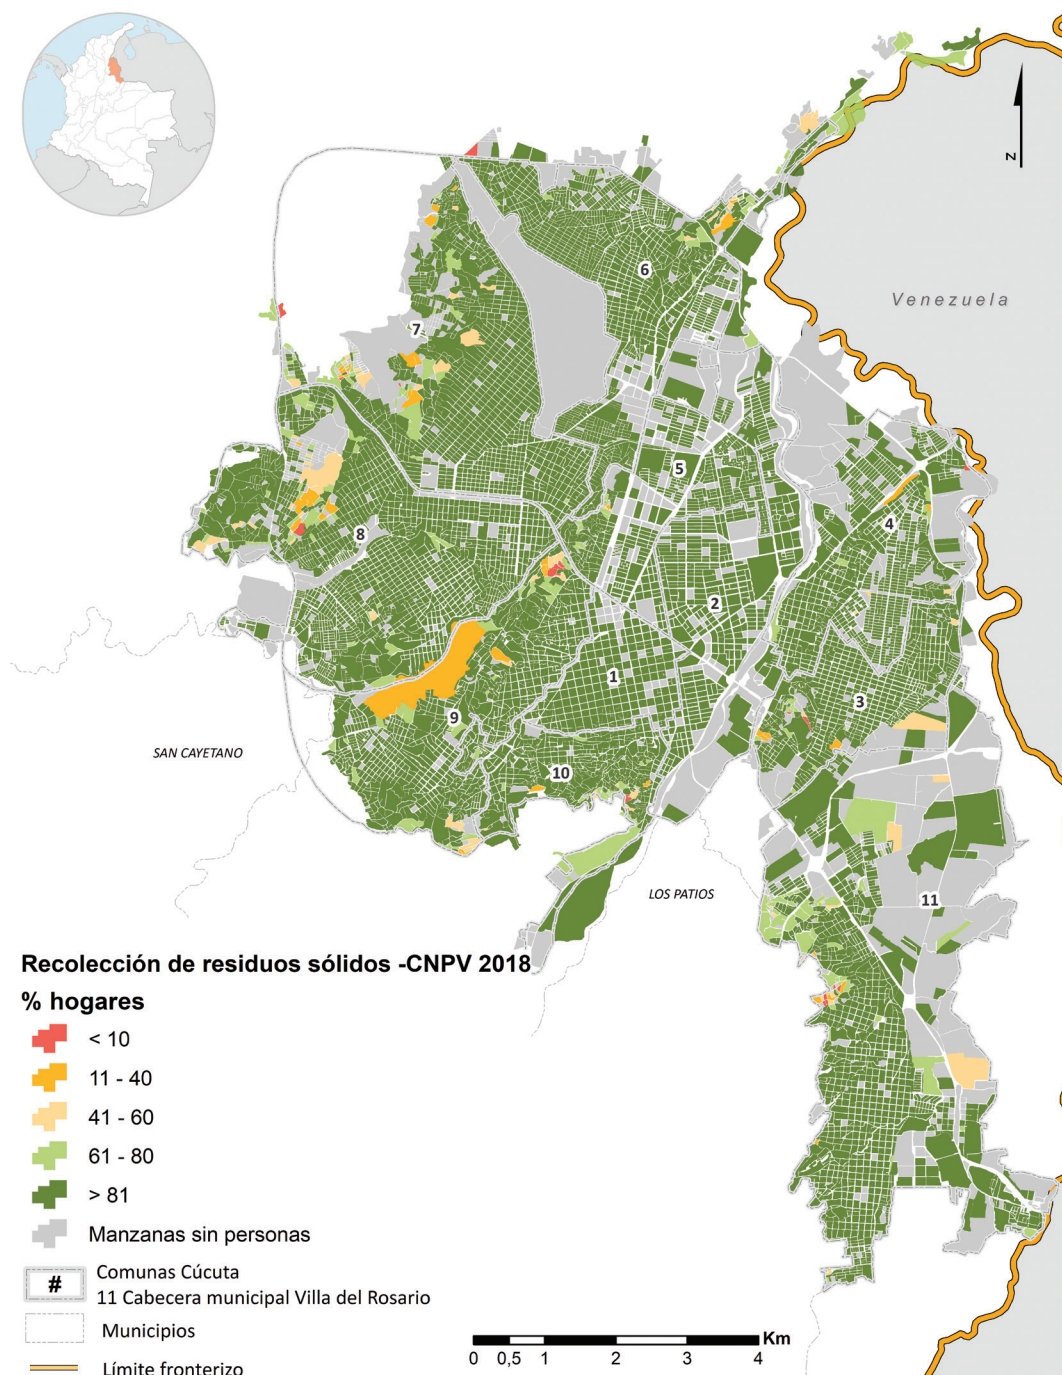 N
Venezuela
6
7
5
4
8
2
1
3
9
10
SAN CAYETANO
LOS PATIOS
11
Recolección de residuos sólidos -CNPV 2018
% hogares
< 10
11 - 40
41 - 60
61 - 80
> 81
Manzanas sin personas
# Comunas Cúcuta
11 Cabecera municipal Villa del Rosario
Municipios
Límite fronterizo
Km
0 0,5 1 2 3 4